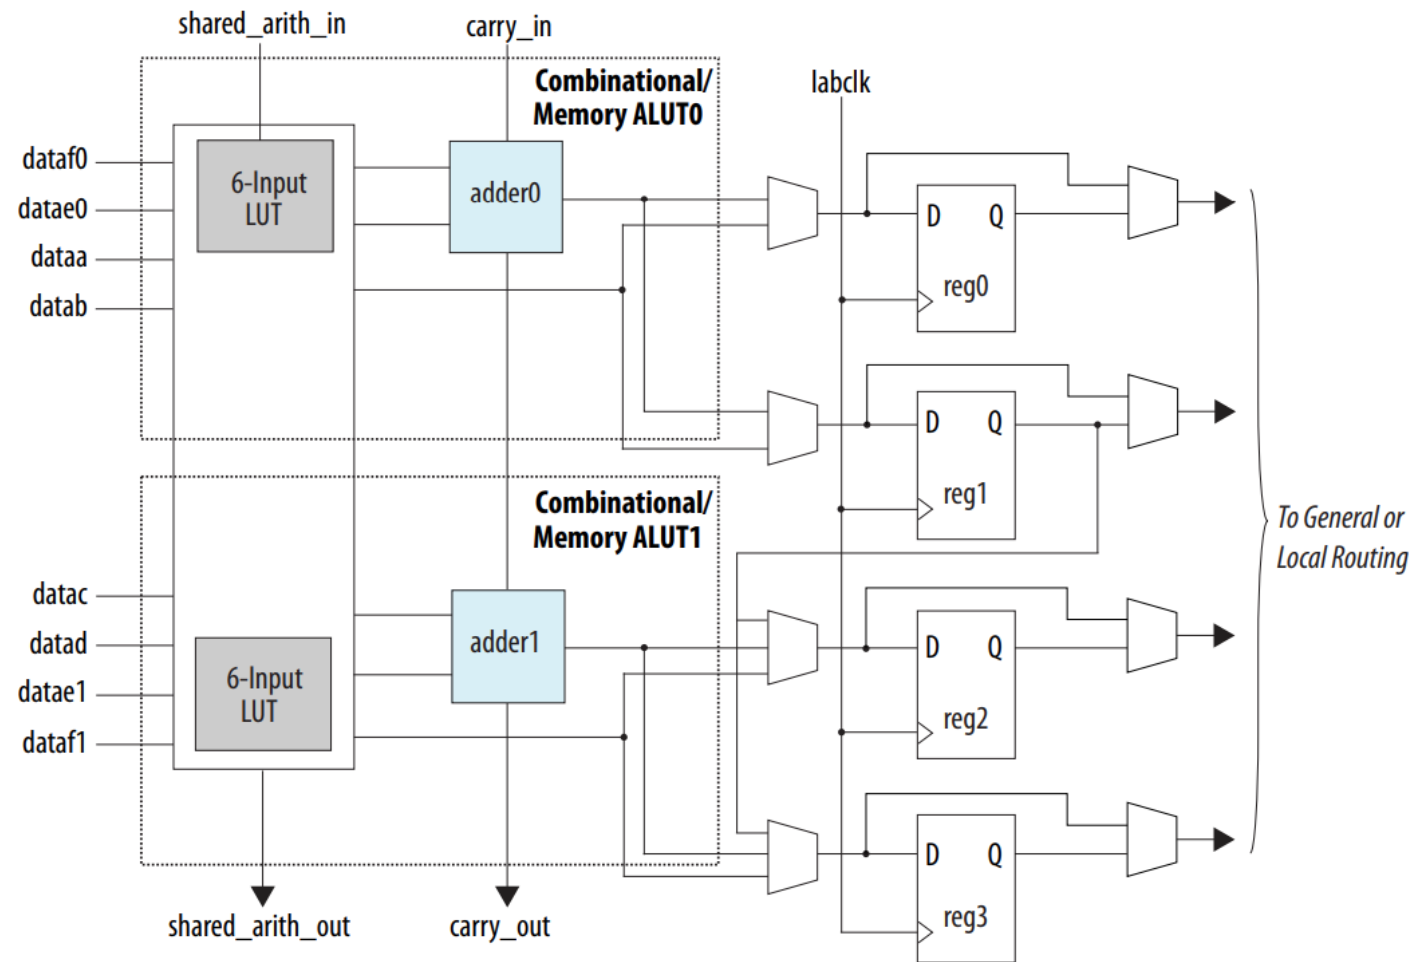 shared_arith_in
carry_in
labclk
Combinational/
Memory ALUT0
dataf0
datae0
dataa
datab
6-Input
LUT
adder0
D Q
reg0
D Q
reg1
Combinational/
Memory ALUT1
datac
datad
datae1
dataf1
6-Input
LUT
adder1
D Q
reg2
D Q
reg3
To General or
Local Routing
shared_arith_out
carry_out